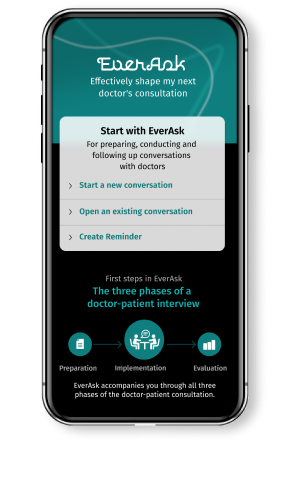 EverAsk
Effectively shape my next
doctor's consultation
Start with EverAsk
For preparing, conducting and
following up conversations
with doctors
Start a new conversation
Open an existing conversation
Create Reminder
First steps in EverAsk
The three phases of a
doctor-patient interview
Preparation Implementation Evaluation
EverAsk accompanies you through all three
phases of the doctor-patient consultation.